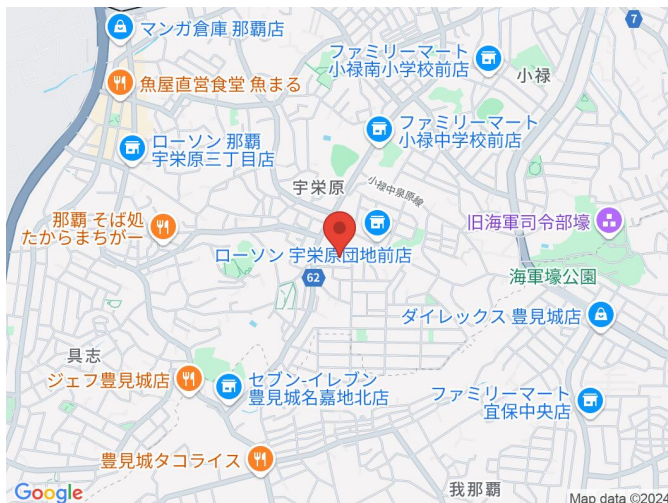 マンガ倉庫 那覇店
7
ファミリーマート
小禄南小学校前店
小禄
魚屋直営食堂 魚まる
ファミリーマート
小禄中学校前店
ローソン 那覇
宇栄原三丁目店
宇栄原
小禄中泉原線
那覇 そば処
たからまちがー
旧海軍司令部壕
ローソン 宇栄原団地前店
海軍壕公園
62
ダイレックス 豊見城店
具志
ジェフ豊見城店
セブン-イレブン
豊見城名嘉地北店
ファミリーマート
宜保中央店
豊見城タコライス
我那覇
Google
Map data ©2024